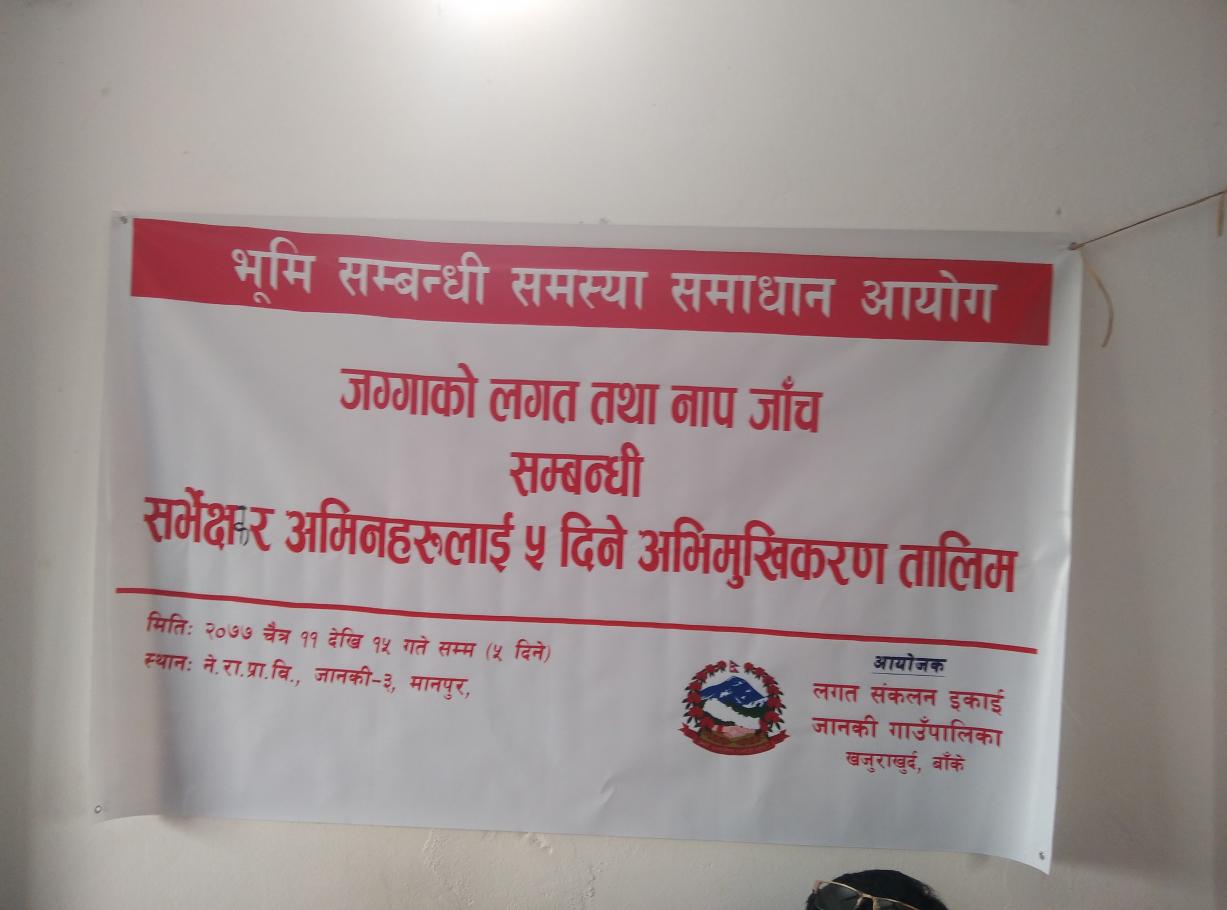 भूमि सम्बन्धी समस्या समाधान आयोग
जग्गाको लगत तथा नाप जाँच
सम्बन्धी
सर्भेक्षकर अमिनहरूलाई ५ दिने अभिमुखिकरण तालिम
मितिः २०७७ चैत्र ११ देखि १५ गते सम्म (५ दिने)
स्थानः ने.रा.प्रा.बि., जानकी-३, मानपुर,
आयोजक
लगत संकलन इकाई
जानकी गाउँपालिका
खजुराखुर्द, बाँके